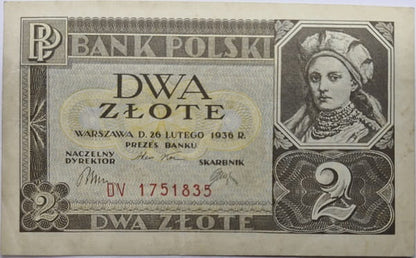 BP BANK POLSKI
DWA
ZŁOTE
WARSZAWA D. 26 LUTEGO 1936 R.
PREZES BANKU
NACZELNY
DYREKTOR
SKARBNIK
DV 1751835
2
DWA ZŁOTE
2